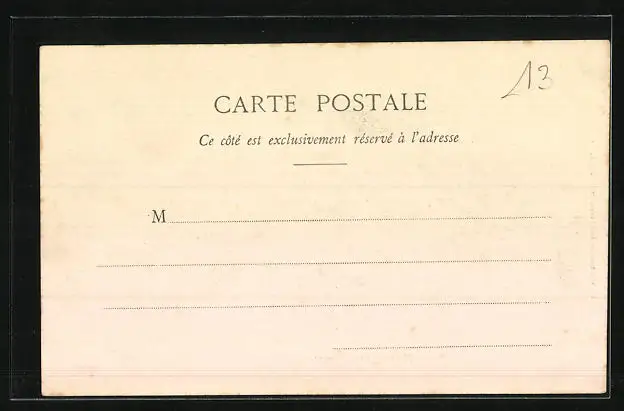 13
CARTE POSTALE
Ce côté est exclusivement réservé à l'adresse
M